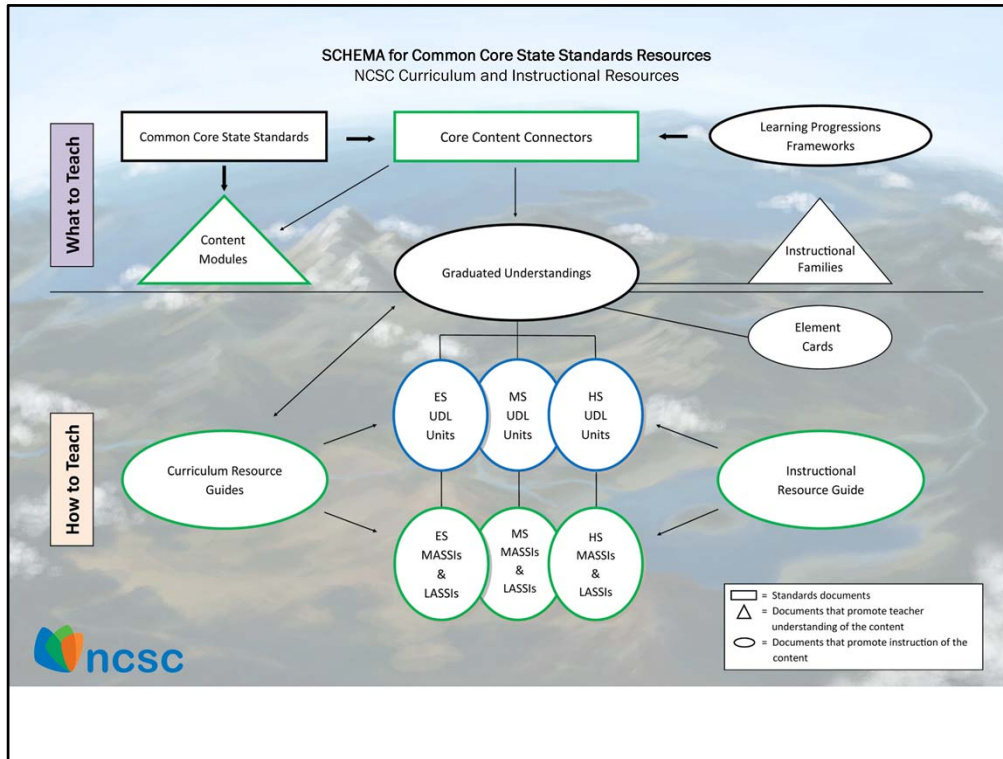 SCHEMA for Common Core State Standards Resources
NCSC Curriculum and Instructional Resources
What to Teach
Common Core State Standards
Core Content Connectors
Learning Progressions
Frameworks
Content
Modules
Graduated Understandings
Instructional
Families
Element
Cards
How to Teach
ES
UDL
Units
MS
UDL
Units
HS
UDL
Units
Curriculum Resource
Guides
Instructional
Resource Guide
ES
MASSIs
&
LASSIs
MS
MASSIs
&
LASSIs
HS
MASSIs
&
LASSIs
= Standards documents
= Documents that promote teacher
understanding of the content
= Documents that promote instruction of the
content
ncsc